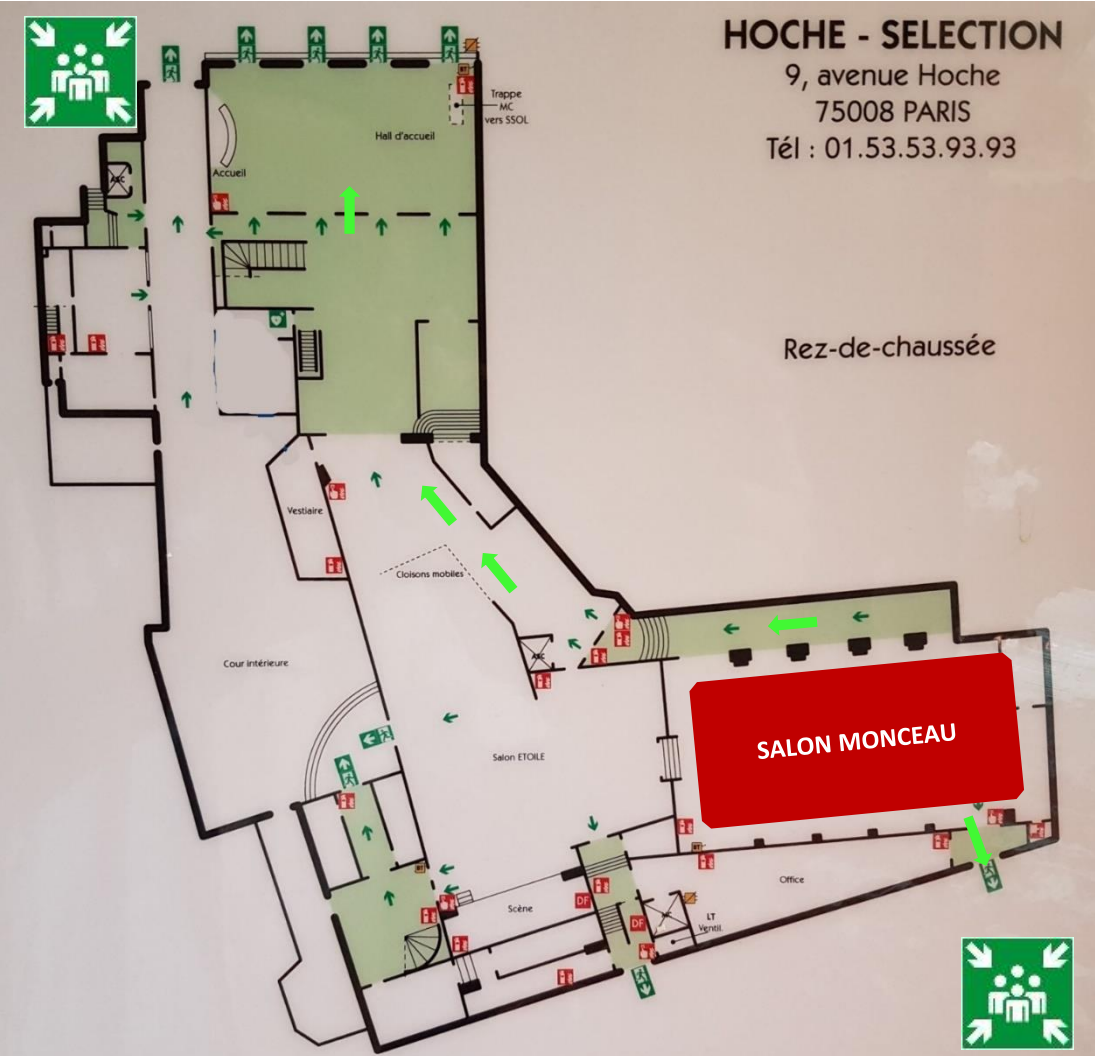 HOCHE - SELECTION
9, avenue Hoche
75008 PARIS
Tél : 01.53.53.93.93
Trappe
MC
vers SSOL
Hall d'accueil
Accueil
ASC
Rez-de-chaussée
Vestiaire
Cloisons mobiles
ASC
Cour intérieure
Salon ETOILE
SALON MONCEAU
Office
Scène
DF
DF
LT
Ventil.